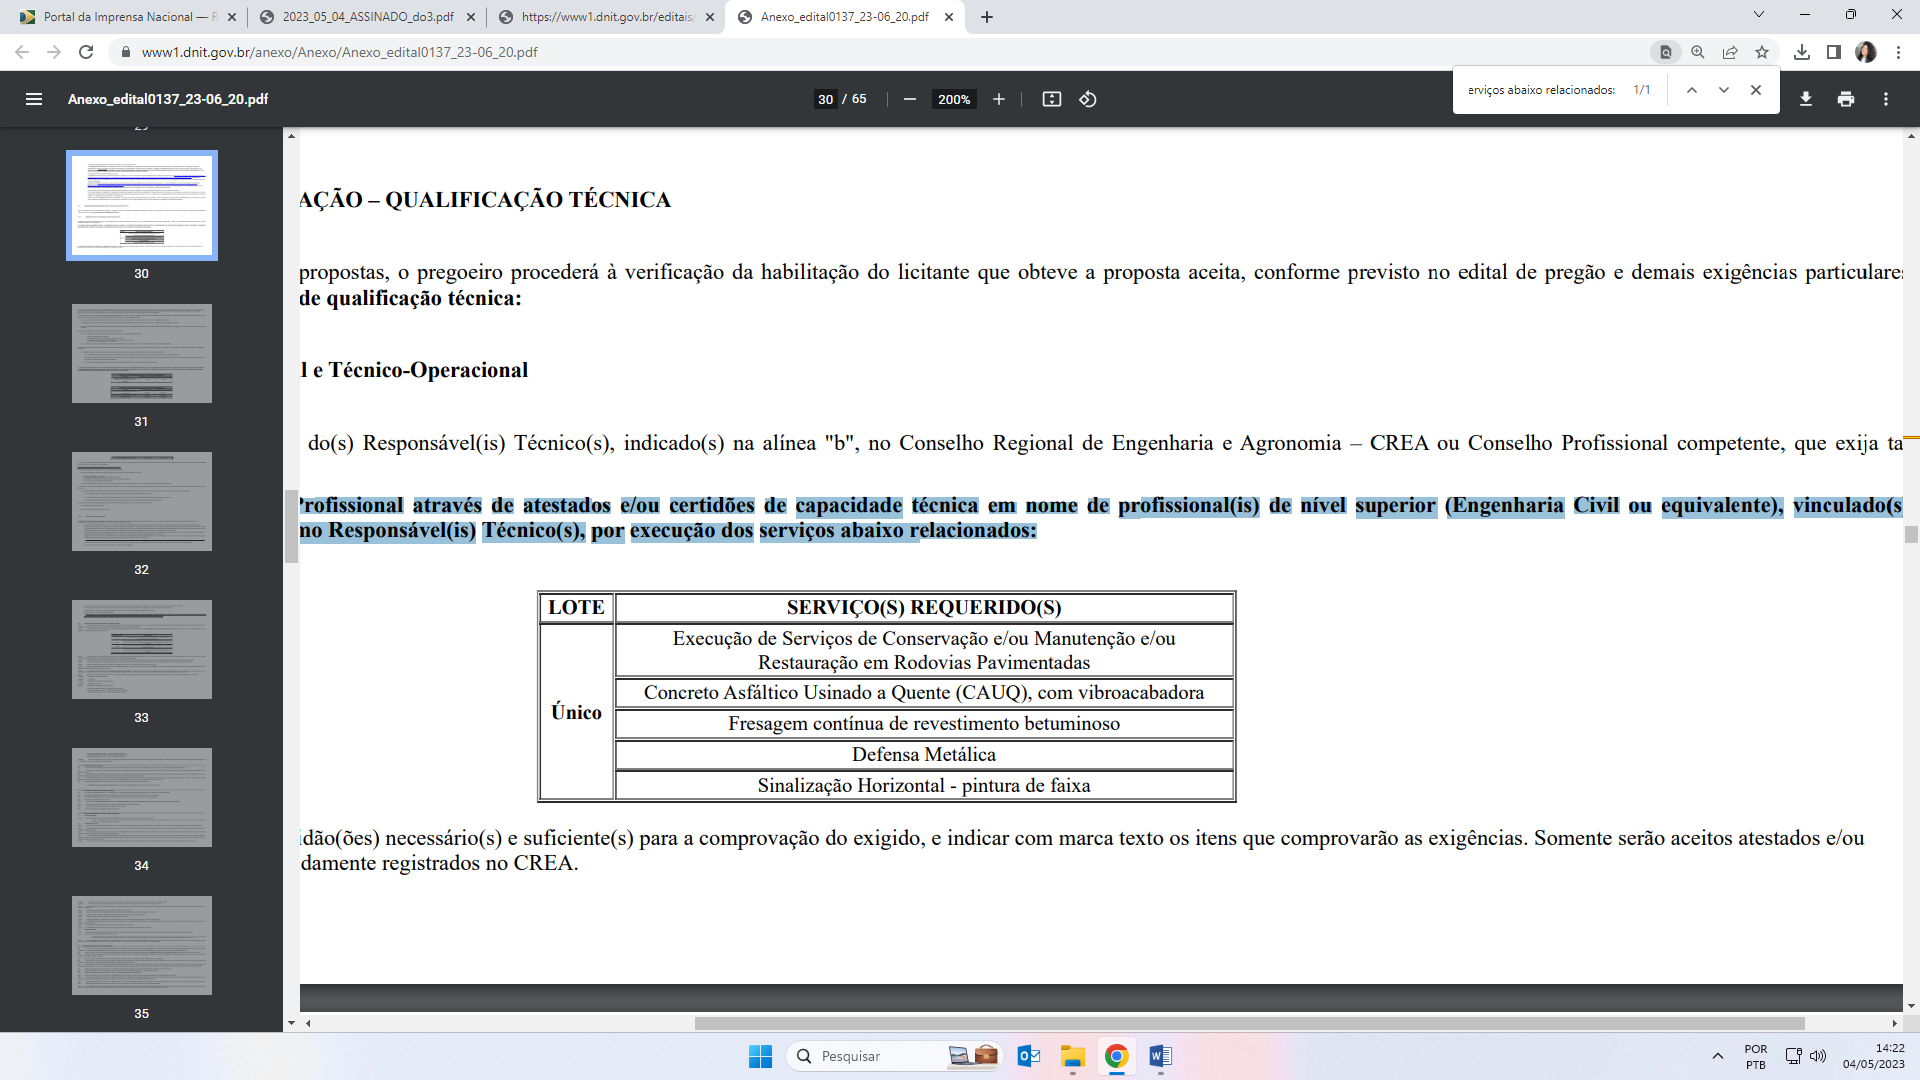 Portal da Imprensa Nacional — R
2023_05_04_ASSINADO_do3.pdf
https://www1.dnit.gov.br/editais/
Anexo_edital0137_23-06_20.pdf
www1.dnit.gov.br/anexo/Anexo/Anexo_edital0137_23-06_20.pdf
Anexo_edital0137_23-06_20.pdf
30 / 65
200%
erviços abaixo relacionados:
1/1
30
31
32
33
34
35
AÇÃO – QUALIFICAÇÃO TÉCNICA
propostas, o pregoeiro procederá à verificação da habilitação do licitante que obteve a proposta aceita, conforme previsto no edital de pregão e demais exigências particulares
de qualificação técnica:
l e Técnico-Operacional
do(s) Responsável(is) Técnico(s), indicado(s) na alínea "b", no Conselho Regional de Engenharia e Agronomia – CREA ou Conselho Profissional competente, que exija ta
Profissional através de atestados e/ou certidões de capacidade técnica em nome de profissional(is) de nível superior (Engenharia Civil ou equivalente), vinculado(s
mo Responsável(is) Técnico(s), por execução dos serviços abaixo relacionados:
LOTE
SERVIÇO(S) REQUERIDO(S)
Único
Execução de Serviços de Conservação e/ou Manutenção e/ou
Restauração em Rodovias Pavimentadas
Concreto Asfáltico Usinado a Quente (CAUQ), com vibroacabadora
Fresagem contínua de revestimento betuminoso
Defensa Metálica
Sinalização Horizontal - pintura de faixa
idão(ões) necessário(s) e suficiente(s) para a comprovação do exigido, e indicar com marca texto os itens que comprovarão as exigências. Somente serão aceitos atestados e/ou
damente registrados no CREA.
Pesquisar
POR
PTB
14:22
04/05/2023